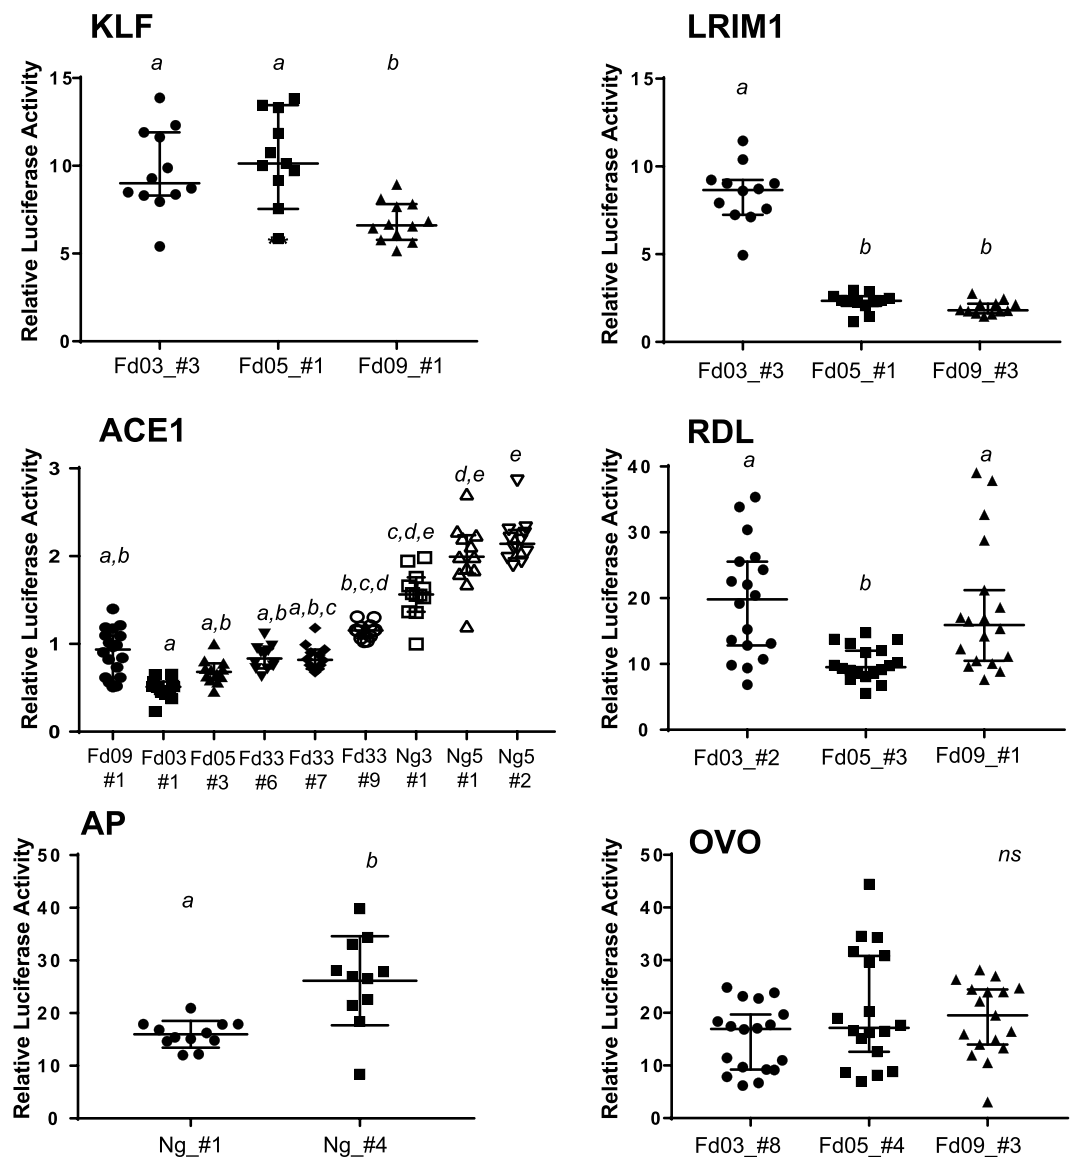 KLF
Relative Luciferase Activity
15
10
5
0
a a b
Fd03_#3 Fd05_#1 Fd09_#1
LRIM1
Relative Luciferase Activity
15
10
5
0
a
b b
Fd03_#3 Fd05_#1 Fd09_#3
ACE1
Relative Luciferase Activity
3
2
1
0
a,b a a,b a,b a,b,c b,c,d c,d,e d,e e
Fd09 Fd03 Fd05 Fd33 Fd33 Fd33 Ng3 Ng5 Ng5
#1 #1 #3 #6 #7 #9 #1 #1 #2
RDL
Relative Luciferase Activity
40
30
20
10
0
a b a
Fd03_#2 Fd05_#3 Fd09_#1
AP
Relative Luciferase Activity
50
40
30
20
10
0
a b
Ng_#1 Ng_#4
OVO
Relative Luciferase Activity
50
40
30
20
10
0
ns
Fd03_#8 Fd05_#4 Fd09_#3